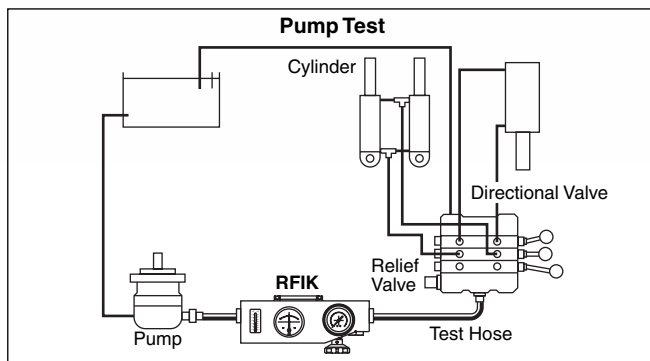 Pump Test
Cylinder
Directional Valve
RFIK
Relief
Valve
Pump
Test Hose